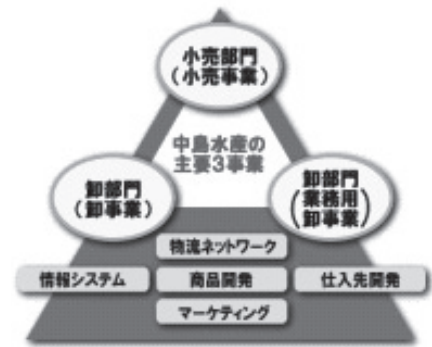 小売部門
(小売事業)
中島水産の
主要3事業
卸部門
(卸事業)
卸部門
(業務用
卸事業)
物流ネットワーク
情報システム
商品開発
仕入先開発
マーケティング